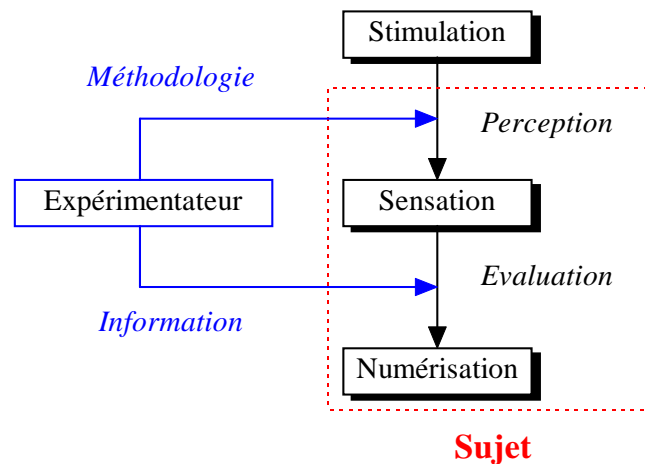 Stimulation
Méthodologie
Perception
Expérimentateur
Sensation
Evaluation
Information
Numérisation
Sujet